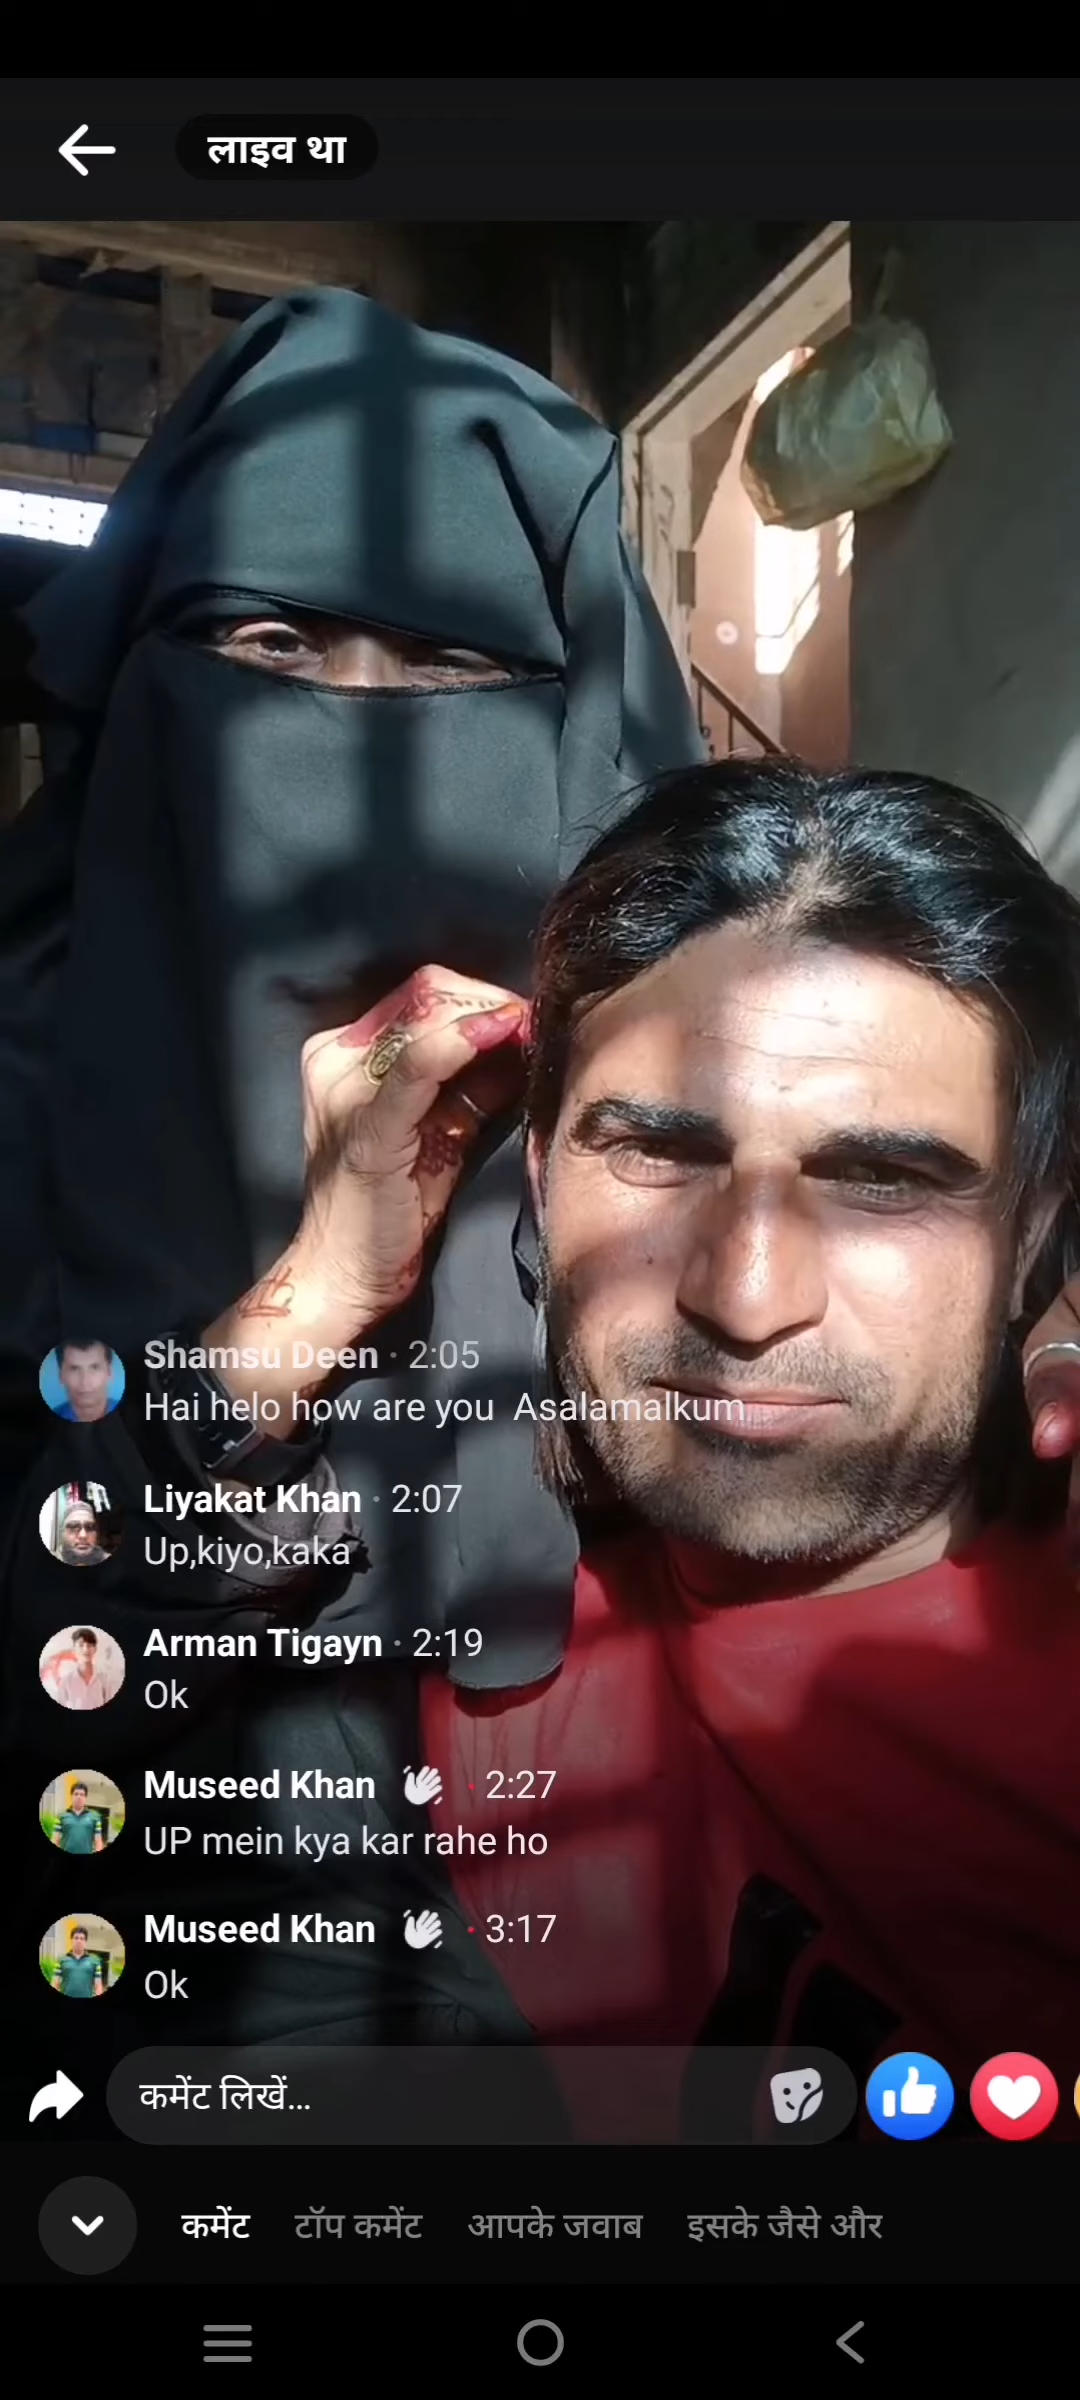 लाइव था
Shamsu Deen · 2:05
Hai helo how are you Asalamalkum
Liyakat Khan · 2:07
Up,kiyo,kaka
Arman Tigayn · 2:19
Ok
Museed Khan 👋 · 2:27
UP mein kya kar rahe ho
Museed Khan 👋 · 3:17
Ok
कमेंट लिखें...
कमेंट टॉप कमेंट आपके जवाब इसके जैसे और